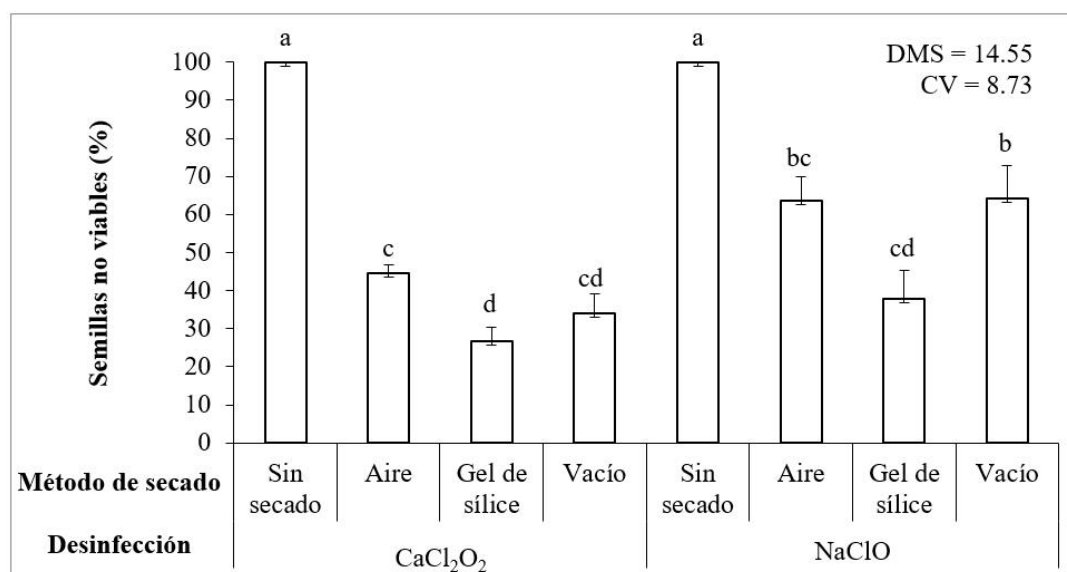 a
a
DMS = 14.55
CV = 8.73
100
90
80
70
60
50
40
30
20
10
0
Semillas no viables (%)
c
d
cd
bc
cd
b
Método de secado
Sin secado
Aire
Gel de sílice
Vacío
Sin secado
Aire
Gel de sílice
Vacío
Desinfección
CaCl₂O₂
NaClO